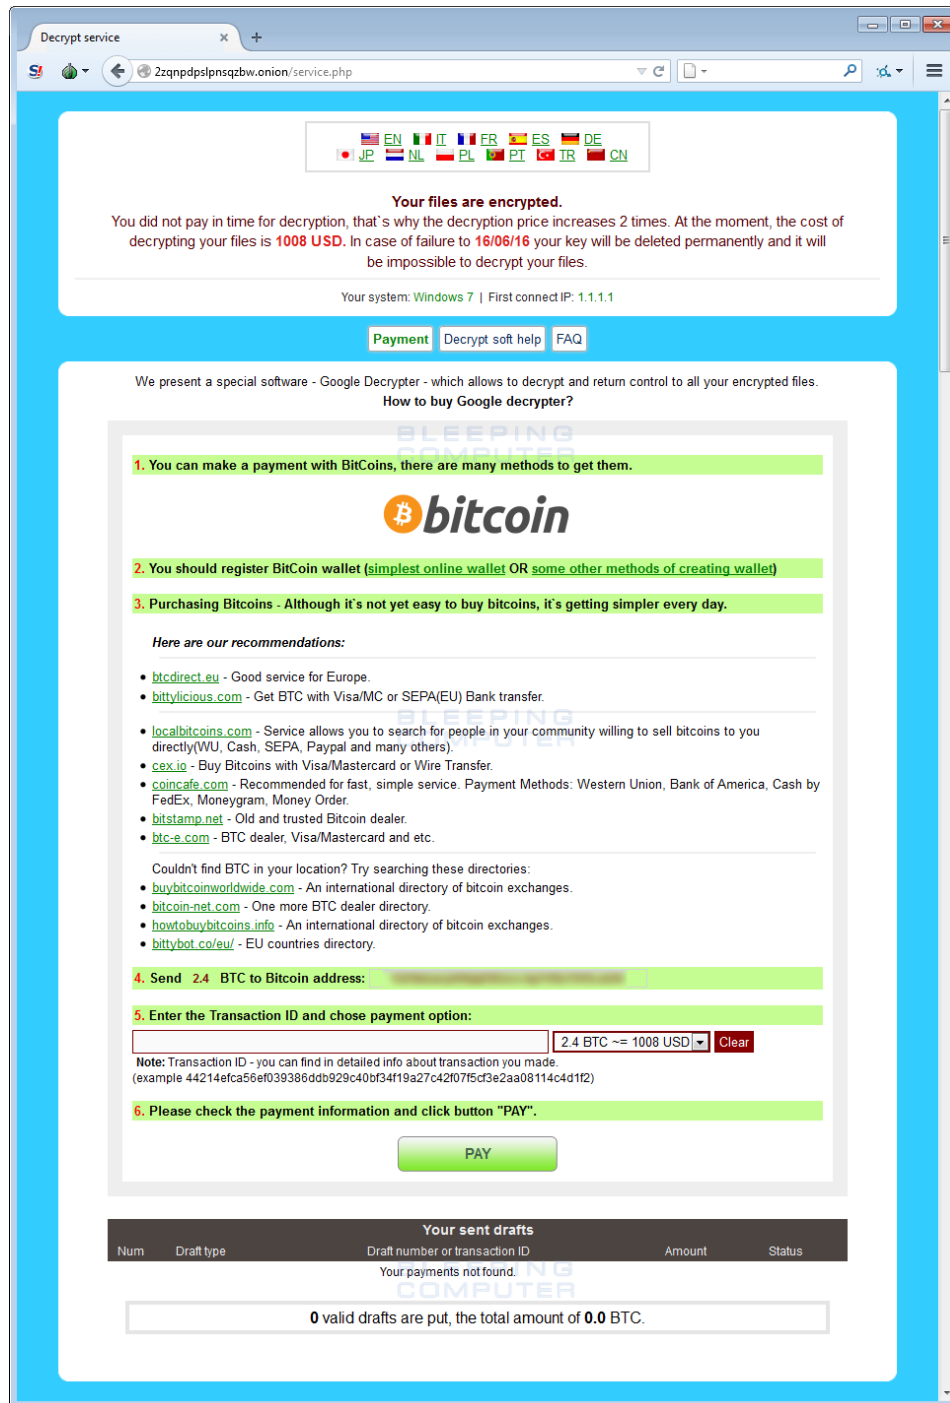 Decrypt service
2zqnpdpslpnsqzbw.onion/service.php
EN IT FR ES DE
JP NL PL PT TR CN
Your files are encrypted.
You did not pay in time for decryption, that`s why the decryption price increases 2 times. At the moment, the cost of
decrypting your files is 1008 USD. In case of failure to 16/06/16 your key will be deleted permanently and it will
be impossible to decrypt your files.
Your system: Windows 7 | First connect IP: 1.1.1.1
Payment Decrypt soft help FAQ
We present a special software - Google Decrypter - which allows to decrypt and return control to all your encrypted files.
How to buy Google decrypter?
BLEEPING
COMPUTER
1. You can make a payment with BitCoins, there are many methods to get them.
bitcoin
2. You should register BitCoin wallet (simplest online wallet OR some other methods of creating wallet)
3. Purchasing Bitcoins - Although it`s not yet easy to buy bitcoins, it`s getting simpler every day.
Here are our recommendations:
btcdirect.eu - Good service for Europe.
bittylicious.com - Get BTC with Visa/MC or SEPA(EU) Bank transfer.
BLEEPING
COMPUTER
localbitcoins.com - Service allows you to search for people in your community willing to sell bitcoins to you
directly(WU, Cash, SEPA, Paypal and many others).
cex.io - Buy Bitcoins with Visa/Mastercard or Wire Transfer.
coincafe.com - Recommended for fast, simple service. Payment Methods: Western Union, Bank of America, Cash by
FedEx, Moneygram, Money Order.
bitstamp.net - Old and trusted Bitcoin dealer.
btc-e.com - BTC dealer, Visa/Mastercard and etc.
Couldn't find BTC in your location? Try searching these directories:
buybitcoinworldwide.com - An international directory of bitcoin exchanges.
bitcoin-net.com - One more BTC dealer directory.
howtobuybitcoins.info - An international directory of bitcoin exchanges.
bittybot.co/eu/ - EU countries directory.
4. Send 2.4 BTC to Bitcoin address:
5. Enter the Transaction ID and chose payment option:
2.4 BTC ~= 1008 USD Clear
Note: Transaction ID - you can find in detailed info about transaction you made.
(example 44214efca56ef039386ddb929c40bf34f19a27c42f07f5cf3e2aa08114c4d1f2)
6. Please check the payment information and click button "PAY".
PAY
Your sent drafts
Num Draft type Draft number or transaction ID Amount Status
Your payments not found.
BLEEPING
COMPUTER
0 valid drafts are put, the total amount of 0.0 BTC.